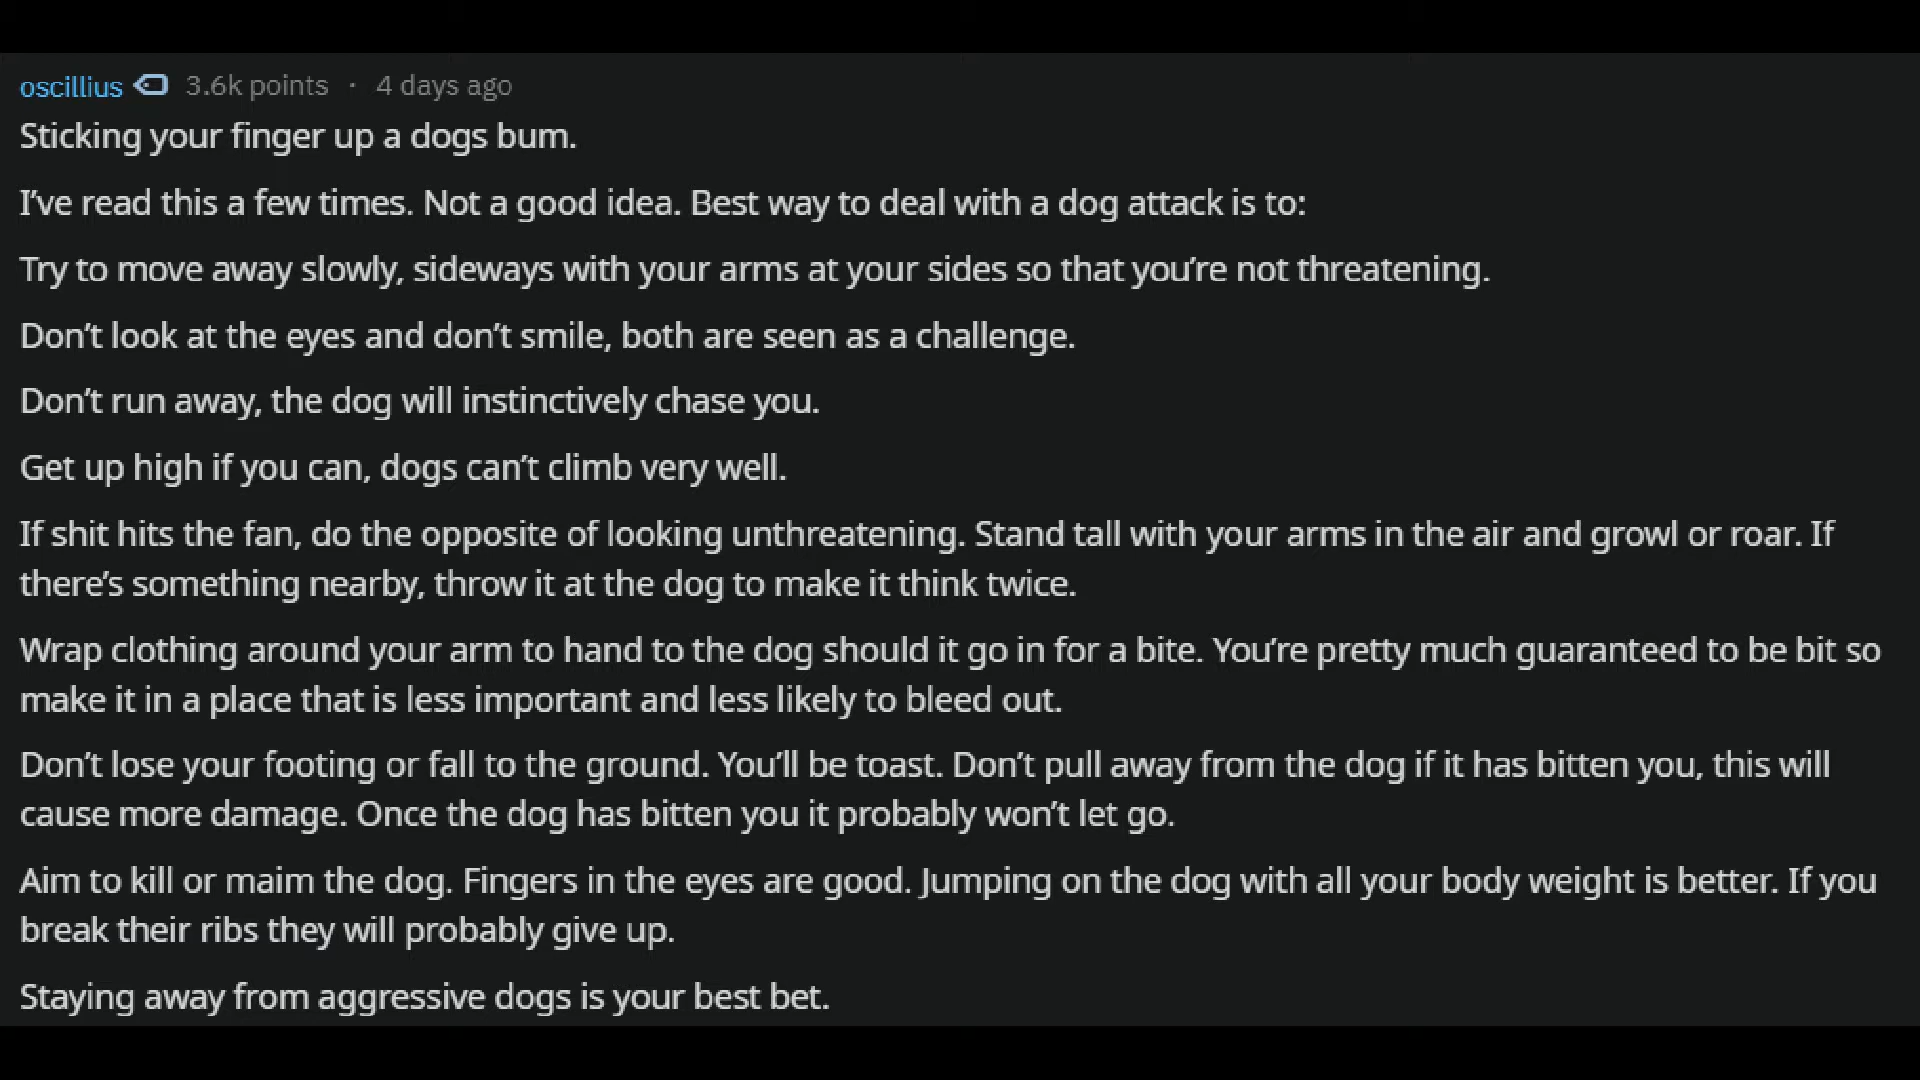 oscillius 3.6k points · 4 days ago
Sticking your finger up a dogs bum.
I've read this a few times. Not a good idea. Best way to deal with a dog attack is to:
Try to move away slowly, sideways with your arms at your sides so that you're not threatening.
Don't look at the eyes and don't smile, both are seen as a challenge.
Don't run away, the dog will instinctively chase you.
Get up high if you can, dogs can't climb very well.
If shit hits the fan, do the opposite of looking unthreatening. Stand tall with your arms in the air and growl or roar. If
there's something nearby, throw it at the dog to make it think twice.
Wrap clothing around your arm to hand to the dog should it go in for a bite. You're pretty much guaranteed to be bit so
make it in a place that is less important and less likely to bleed out.
Don't lose your footing or fall to the ground. You'll be toast. Don't pull away from the dog if it has bitten you, this will
cause more damage. Once the dog has bitten you it probably won't let go.
Aim to kill or maim the dog. Fingers in the eyes are good. Jumping on the dog with all your body weight is better. If you
break their ribs they will probably give up.
Staying away from aggressive dogs is your best bet.